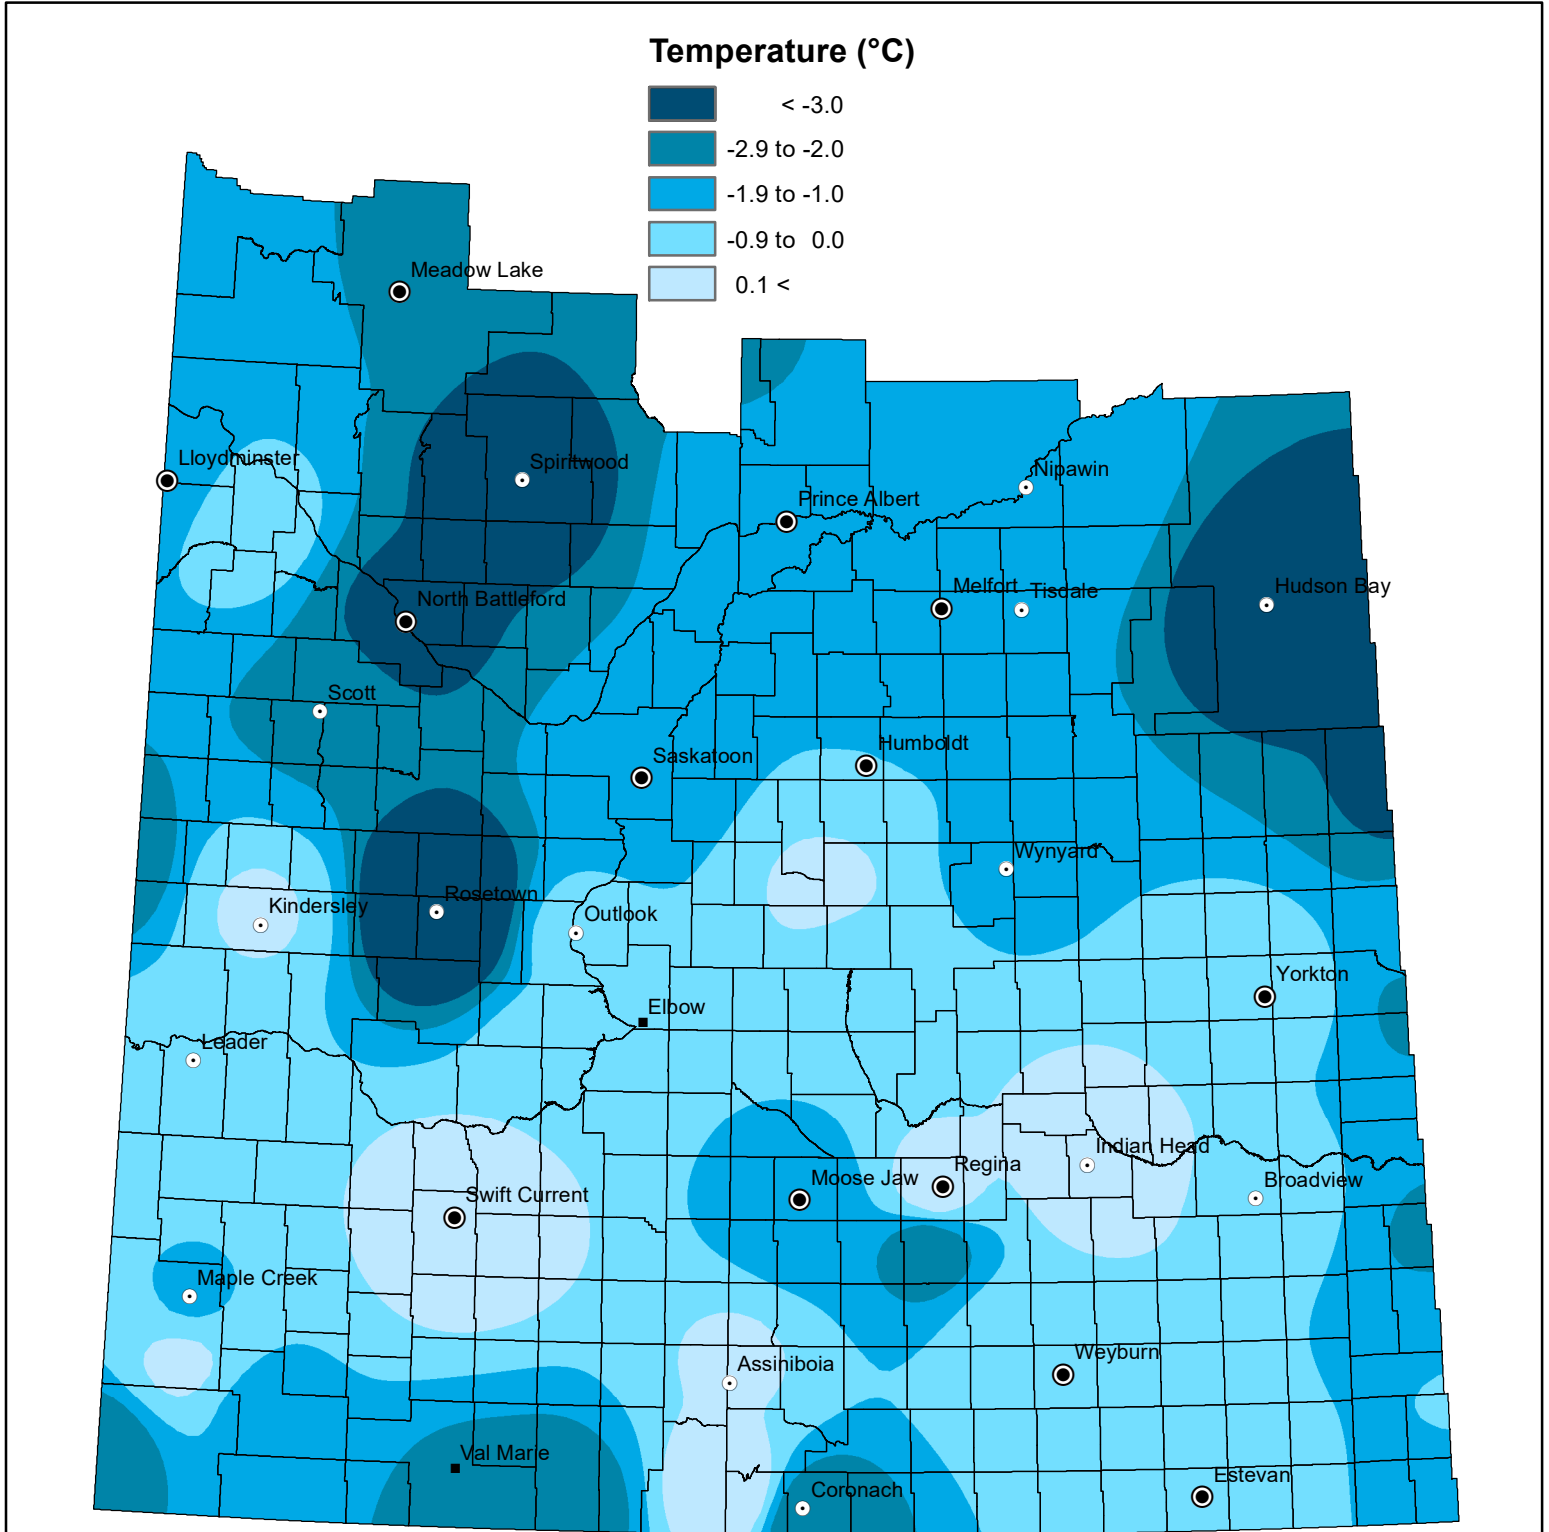 Temperature (°C)
< -3.0
-2.9 to -2.0
-1.9 to -1.0
-0.9 to 0.0
0.1 <
Meadow Lake
Lloydminster
Spiritwood
Nipawin
Prince Albert
North Battleford
Melfort
Tisdale
Hudson Bay
Scott
Saskatoon
Humboldt
Wynyard
Kindersley
Rosetown
Outlook
Yorkton
Elbow
Leader
Indian Head
Regina
Moose Jaw
Broadview
Swift Current
Maple Creek
Assiniboia
Weyburn
Val Marie
Estevan
Coronach